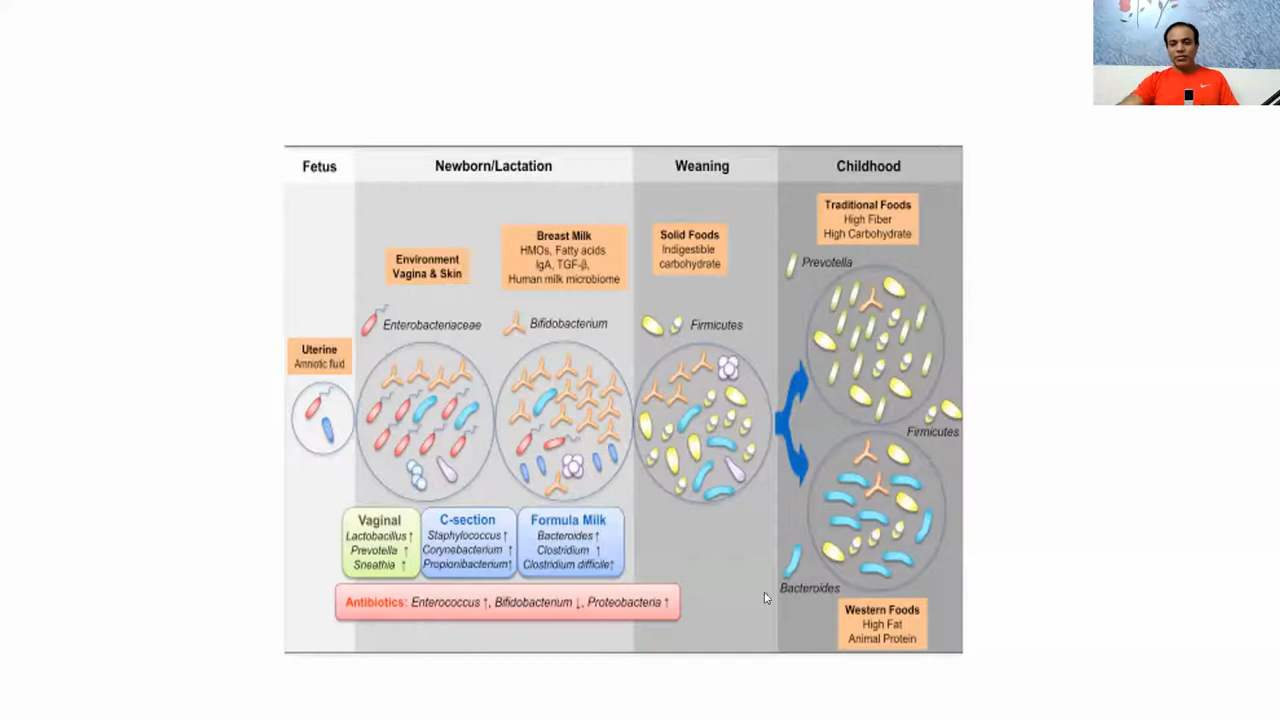 Fetus
Newborn/Lactation
Weaning
Childhood
Uterine
Amniotic fluid
Environment
Vagina & Skin
Enterobacteriaceae
Breast Milk
HMOs, Fatty acids
IgA, TGF-β,
Human milk microbiome
Bifidobacterium
Solid Foods
Indigestible
carbohydrate
Firmicutes
Traditional Foods
High Fiber
High Carbohydrate
Prevotella
Firmicutes
Bacteroides
Western Foods
High Fat
Animal Protein
Vaginal
Lactobacillus ↑
Prevotella ↑
Sneathia ↑
C-section
Staphylococcus ↑
Corynebacterium ↑
Propionibacterium ↑
Formula Milk
Bacteroides ↑
Clostridium ↑
Clostridium difficile ↑
Antibiotics: Enterococcus ↑, Bifidobacterium ↓, Proteobacteria ↑